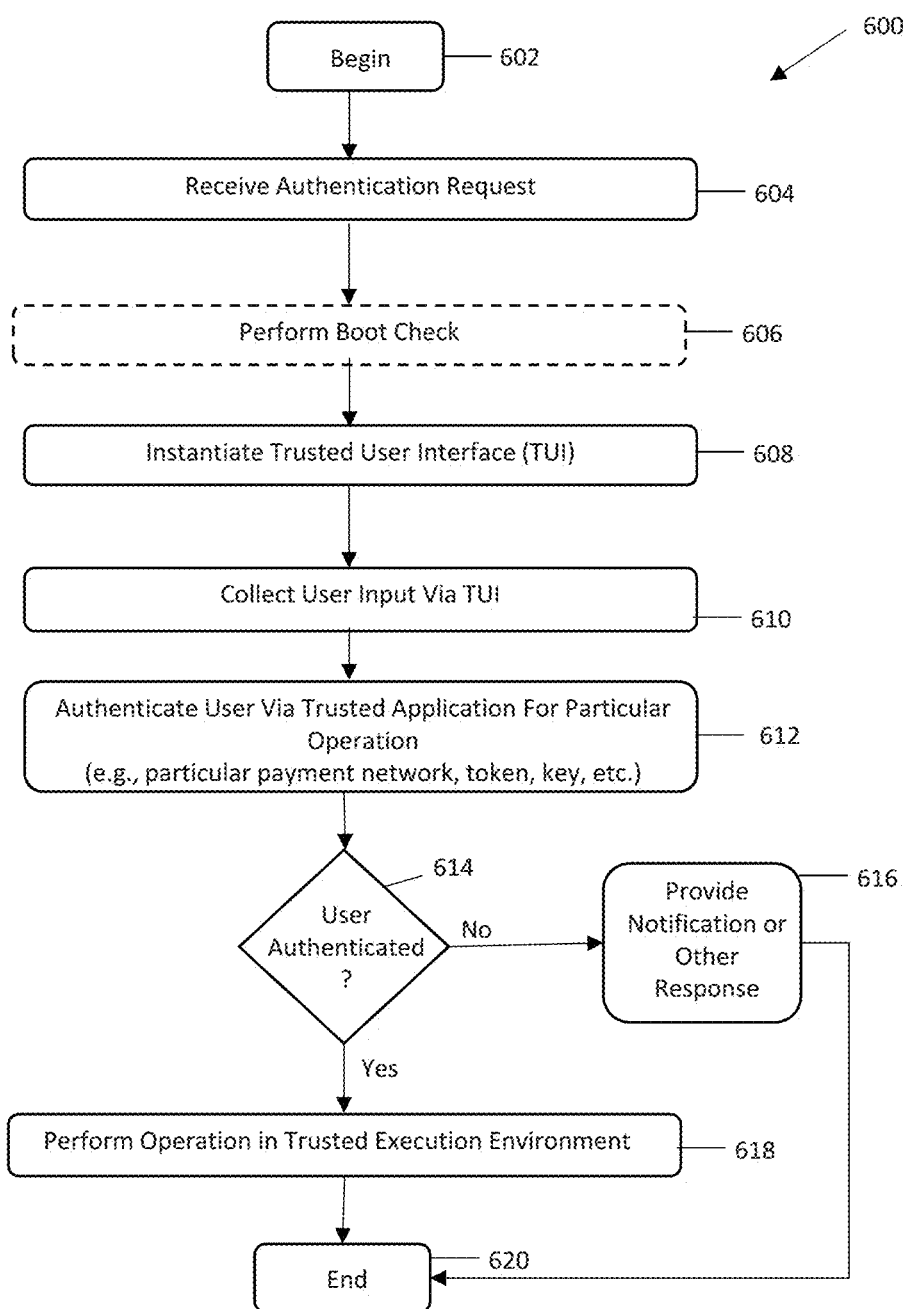 600
Begin
602
Receive Authentication Request
604
Perform Boot Check
606
Instantiate Trusted User Interface (TUI)
608
Collect User Input Via TUI
610
Authenticate User Via Trusted Application For Particular
Operation
(e.g., particular payment network, token, key, etc.)
612
614
User
Authenticated
?
No
Provide
Notification or
Other
Response
616
Yes
Perform Operation in Trusted Execution Environment
618
End
620